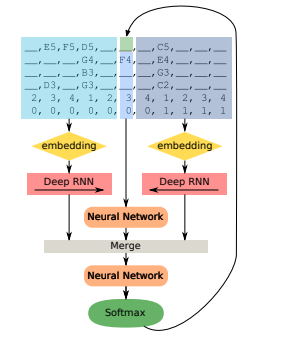 __,E5,F5,D5,__,__,__,C5,__,__,__
__,__,__,G4,__,F4,__,E4,__,__,__
__,__,__,B3,__,__,__,G3,__,__,__
__,D3,__,G3,__,__,__,C2,__,__,__
2, 3, 4, 1, 2, 3, 4, 1, 2, 3, 4
0, 0, 0, 0, 0, 0, 0, 1, 1, 1, 1
embedding embedding
Deep RNN Deep RNN
Neural Network
Merge
Neural Network
Softmax